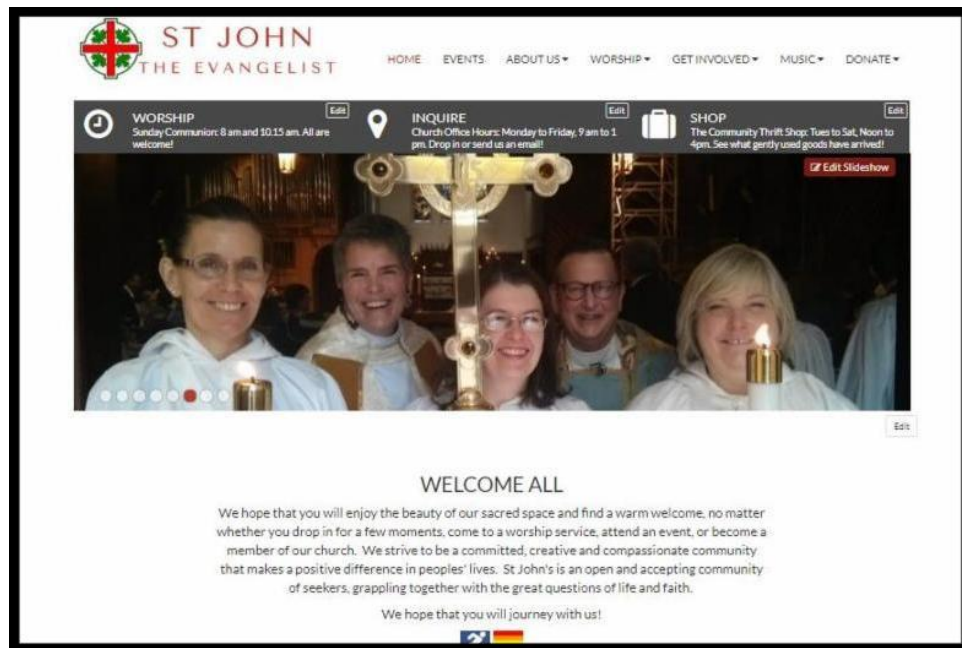 ST JOHN
THE EVANGELIST
HOME EVENTS ABOUT US WORSHIP GET INVOLVED MUSIC DONATE
WORSHIP
Edit
Sunday Communion: 8 am and 10.15 am. All are
welcome!
INQUIRE
Edit
Church Office Hours: Monday to Friday, 9 am to 1
pm. Drop in or send us an email!
SHOP
Edit
The Community Thrift Shop: Tues to Sat, Noon to
4pm. See what gently used goods have arrived!
Edit Slideshow
Edit
WELCOME ALL
We hope that you will enjoy the beauty of our sacred space and find a warm welcome, no matter
whether you drop in for a few moments, come to a worship service, attend an event, or become a
member of our church. We strive to be a committed, creative and compassionate community
that makes a positive difference in peoples' lives. St John's is an open and accepting community
of seekers, grappling together with the great questions of life and faith.
We hope that you will journey with us!